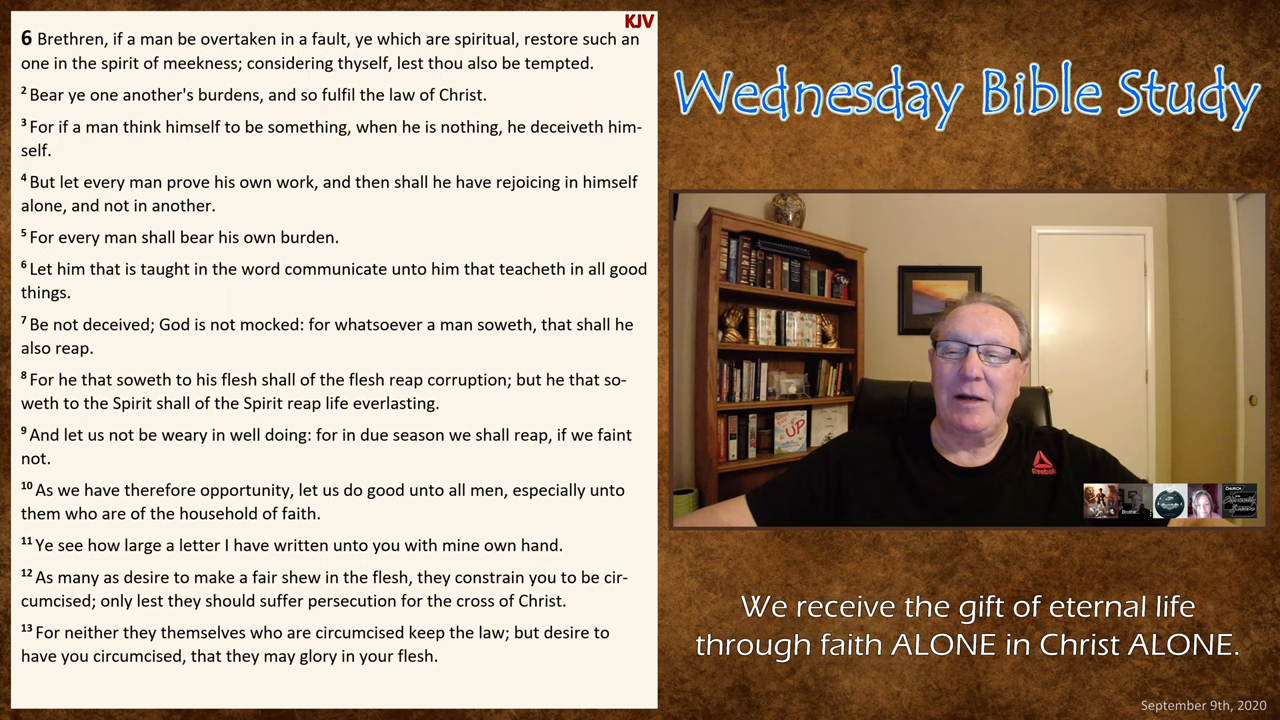 KJV
6 Brethren, if a man be overtaken in a fault, ye which are spiritual, restore such an
one in the spirit of meekness; considering thyself, lest thou also be tempted.
2 Bear ye one another's burdens, and so fulfil the law of Christ.
3 For if a man think himself to be something, when he is nothing, he deceiveth him-
self.
4 But let every man prove his own work, and then shall he have rejoicing in himself
alone, and not in another.
5 For every man shall bear his own burden.
6 Let him that is taught in the word communicate unto him that teacheth in all good
things.
7 Be not deceived; God is not mocked: for whatsoever a man soweth, that shall he
also reap.
8 For he that soweth to his flesh shall of the flesh reap corruption; but he that so-
weth to the Spirit shall of the Spirit reap life everlasting.
9 And let us not be weary in well doing: for in due season we shall reap, if we faint
not.
10 As we have therefore opportunity, let us do good unto all men, especially unto
them who are of the household of faith.
11 Ye see how large a letter I have written unto you with mine own hand.
12 As many as desire to make a fair shew in the flesh, they constrain you to be cir-
cumcised; only lest they should suffer persecution for the cross of Christ.
13 For neither they themselves who are circumcised keep the law; but desire to
have you circumcised, that they may glory in your flesh.
Wednesday Bible Study
UP
Reebok
We receive the gift of eternal life
through faith ALONE in Christ ALONE.
September 9th, 2020